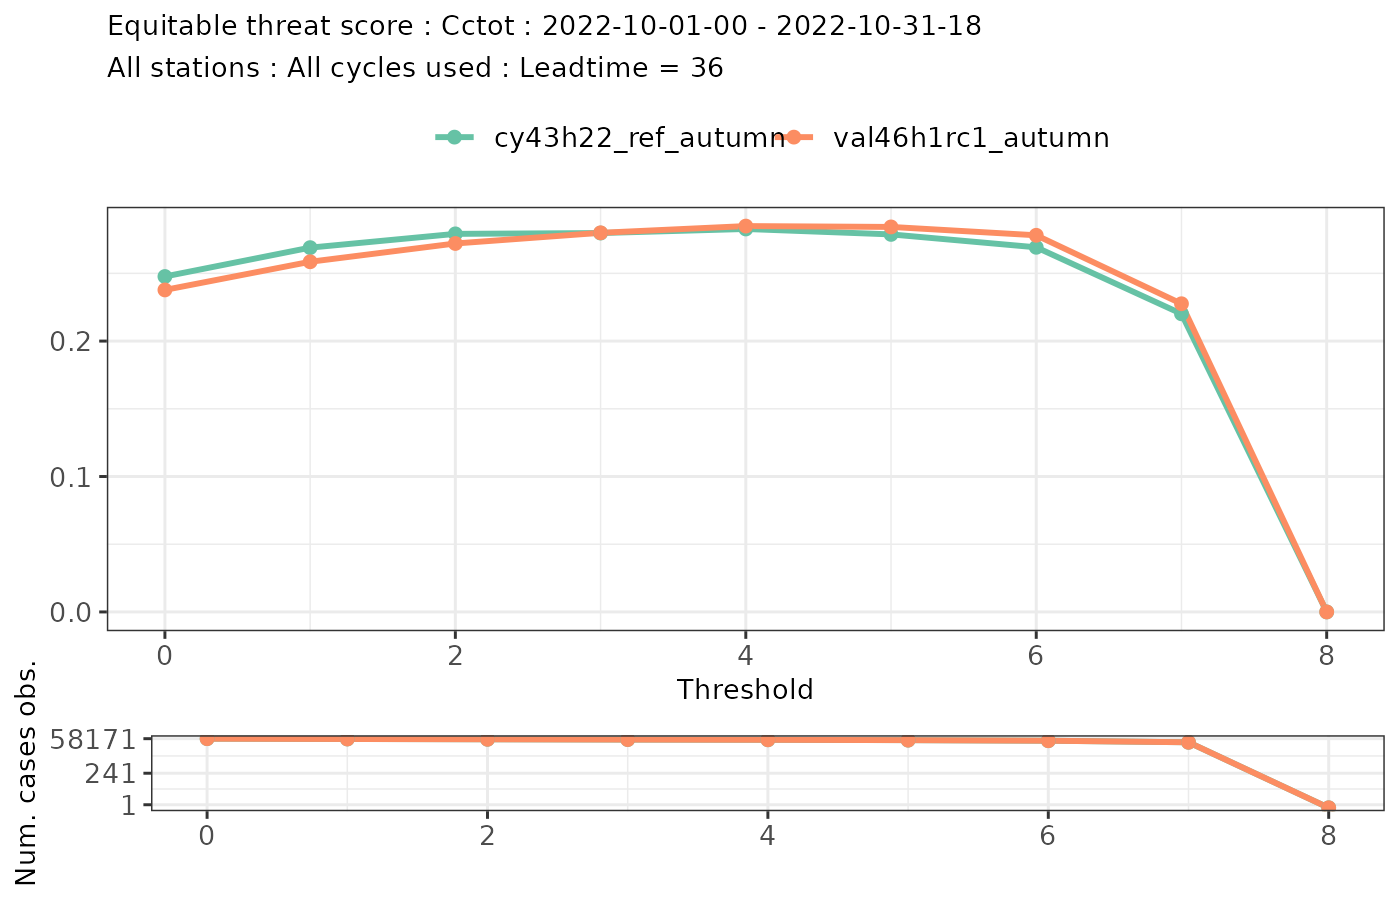 Equitable threat score : Cctot : 2022-10-01-00 - 2022-10-31-18
All stations : All cycles used : Leadtime = 36
cy43h22_ref_autumn val46h1rc1_autumn
0.2
0.1
0.0
0 2 4 6 8
Threshold
Num. cases obs.
58171
241
1
0 2 4 6 8